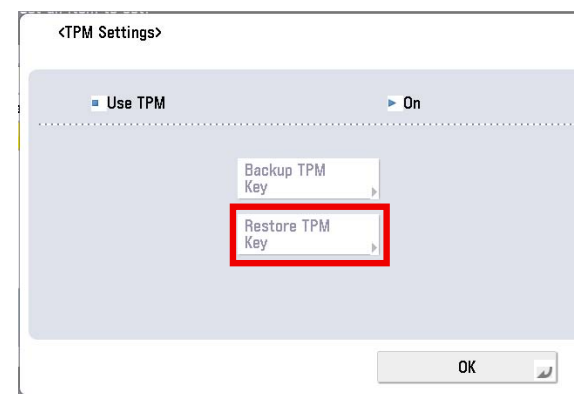 <TPM Settings>
Use TPM
On
Backup TPM
Key
Restore TPM
Key
OK